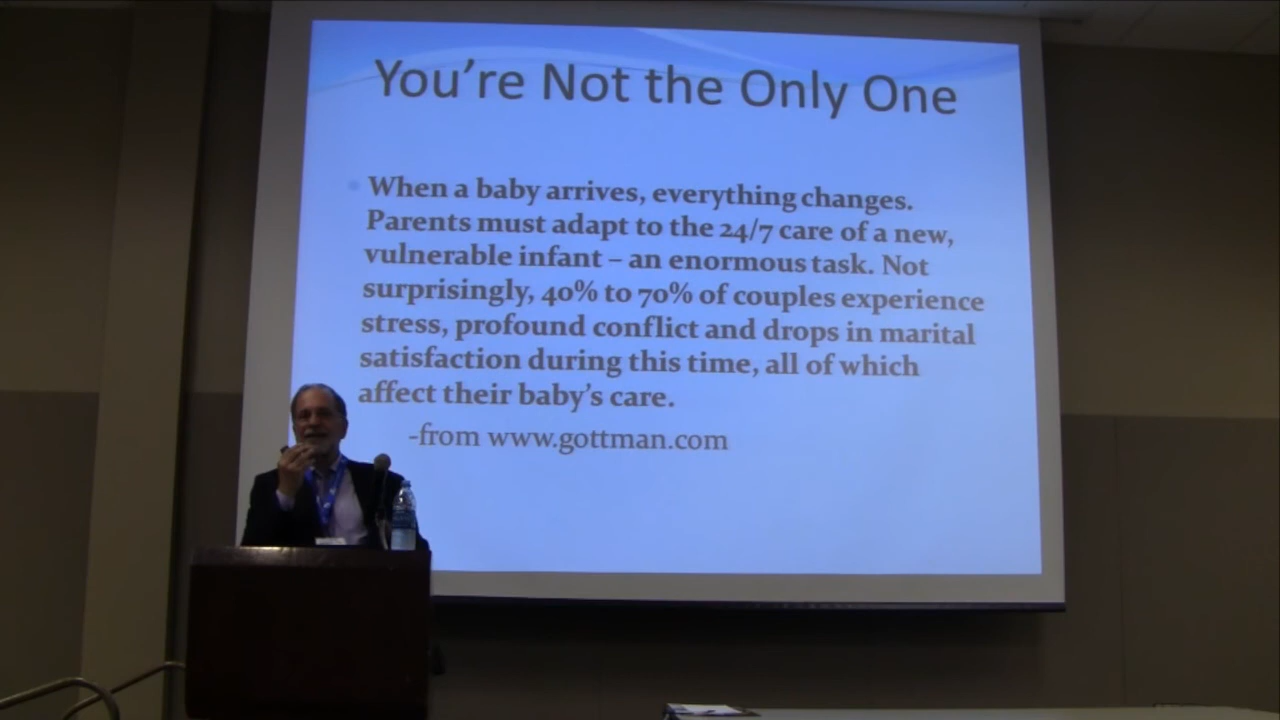 You're Not the Only One
When a baby arrives, everything changes.
Parents must adapt to the 24/7 care of a new,
vulnerable infant – an enormous task. Not
surprisingly, 40% to 70% of couples experience
stress, profound conflict and drops in marital
satisfaction during this time, all of which
affect their baby's care.
-from www.gottman.com